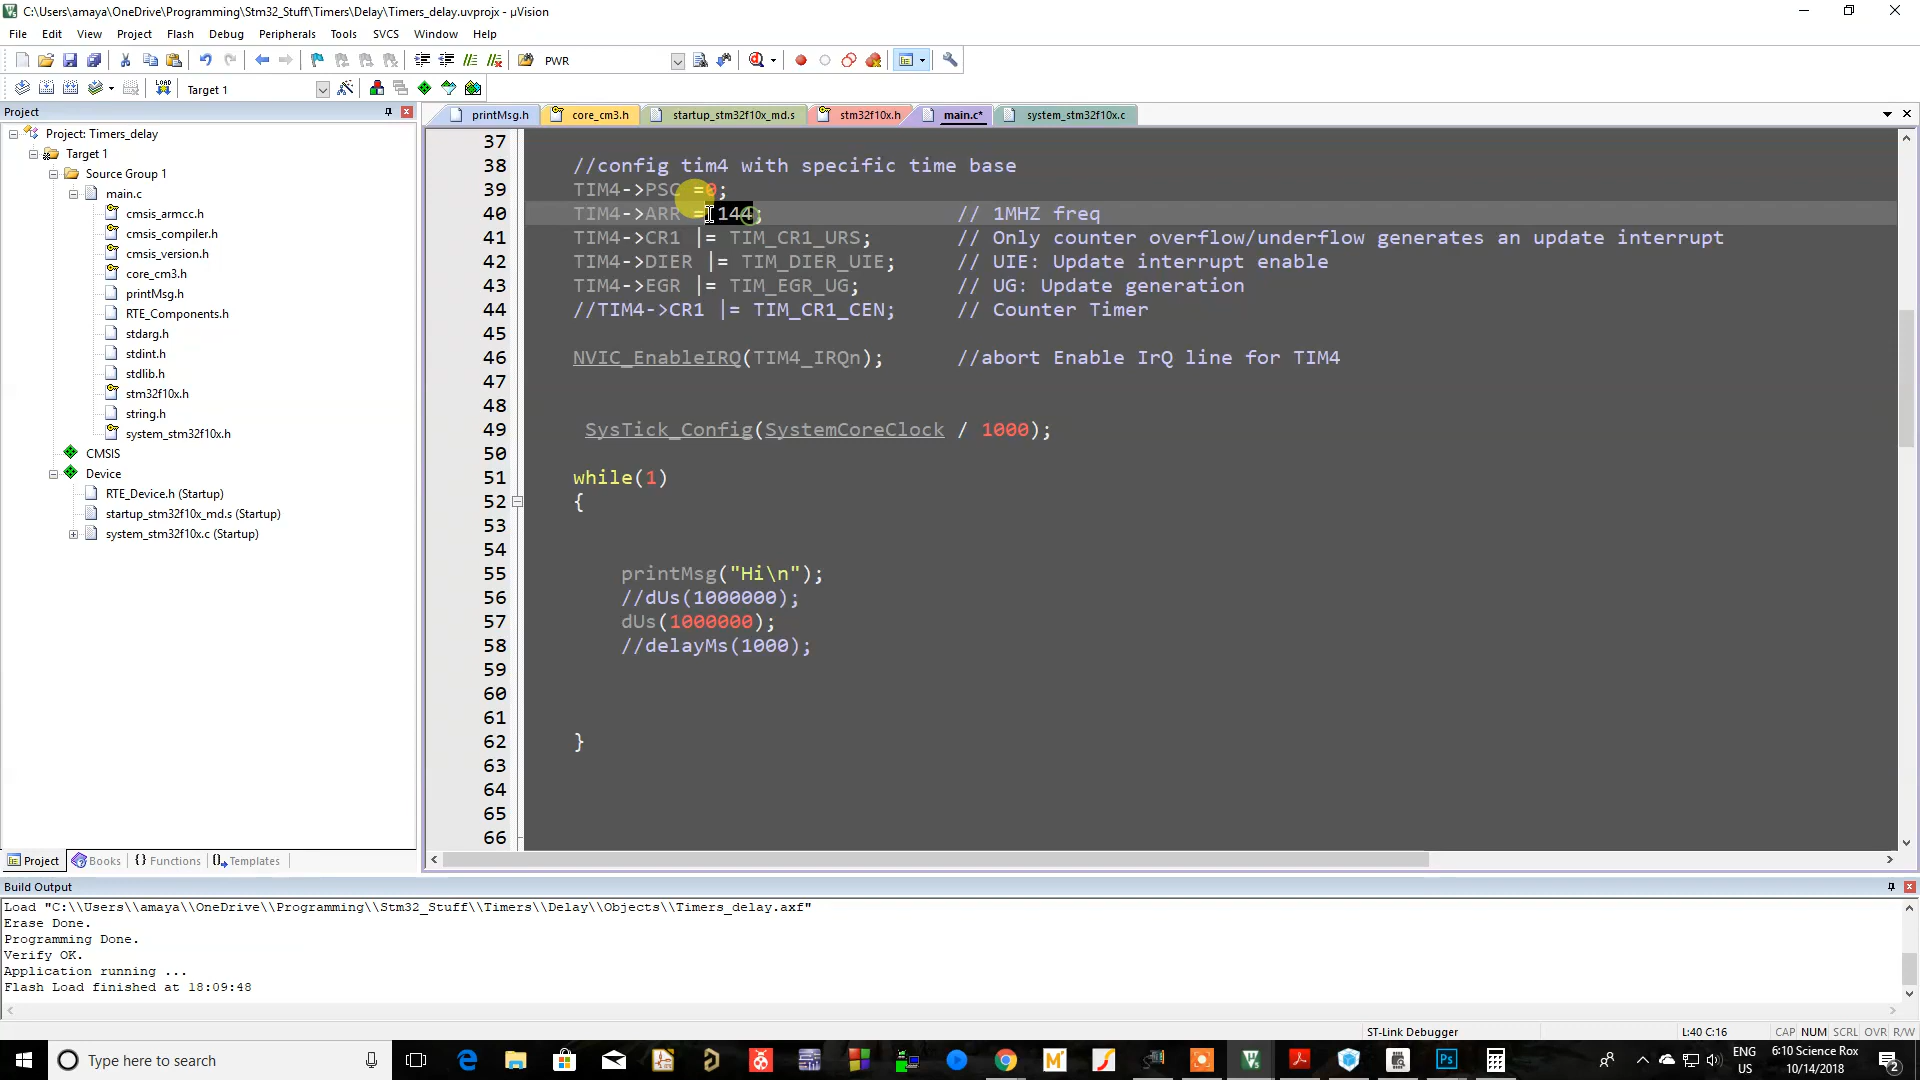 C:\Users\amaya\OneDrive\Programming\Stm32_Stuff\Timers\Delay\Timers_delay.uvprojx - µVision
File Edit View Project Flash Debug Peripherals Tools SVCS Window Help
PWR
LOAD Target 1
Project
printMsg.h core_cm3.h startup_stm32f10x_md.s stm32f10x.h main.c* system_stm32f10x.c
Project: Timers_delay
Target 1
Source Group 1
main.c
cmsis_armcc.h
cmsis_compiler.h
cmsis_version.h
core_cm3.h
printMsg.h
RTE_Components.h
stdarg.h
stdint.h
stdlib.h
stm32f10x.h
string.h
system_stm32f10x.h
CMSIS
Device
RTE_Device.h (Startup)
startup_stm32f10x_md.s (Startup)
system_stm32f10x.c (Startup)
37
38 //config tim4 with specific time base
39 TIM4->PSC =0;
40 TIM4->ARR = 144; // 1MHZ freq
41 TIM4->CR1 |= TIM_CR1_URS; // Only counter overflow/underflow generates an update interrupt
42 TIM4->DIER |= TIM_DIER_UIE; // UIE: Update interrupt enable
43 TIM4->EGR |= TIM_EGR_UG; // UG: Update generation
44 //TIM4->CR1 |= TIM_CR1_CEN; // Counter Timer
45
46 NVIC_EnableIRQ(TIM4_IRQn); //abort Enable IrQ line for TIM4
47
48
49 SysTick_Config(SystemCoreClock / 1000);
50
51 while(1)
52 {
53
54
55 printMsg("Hi\n");
56 //dUs(1000000);
57 dUs(1000000);
58 //delayMs(1000);
59
60
61
62 }
63
64
65
66
Project Books {} Functions Templates
Build Output
Load "C:\\Users\\amaya\\OneDrive\\Programming\\Stm32_Stuff\\Timers\\Delay\\Objects\\Timers_delay.axf"
Erase Done.
Programming Done.
Verify OK.
Application running ...
Flash Load finished at 18:09:48
ST-Link Debugger L:40 C:16 CAP NUM SCRL OVR R/W
Type here to search
ENG US
6:10 Science Rox
10/14/2018
2